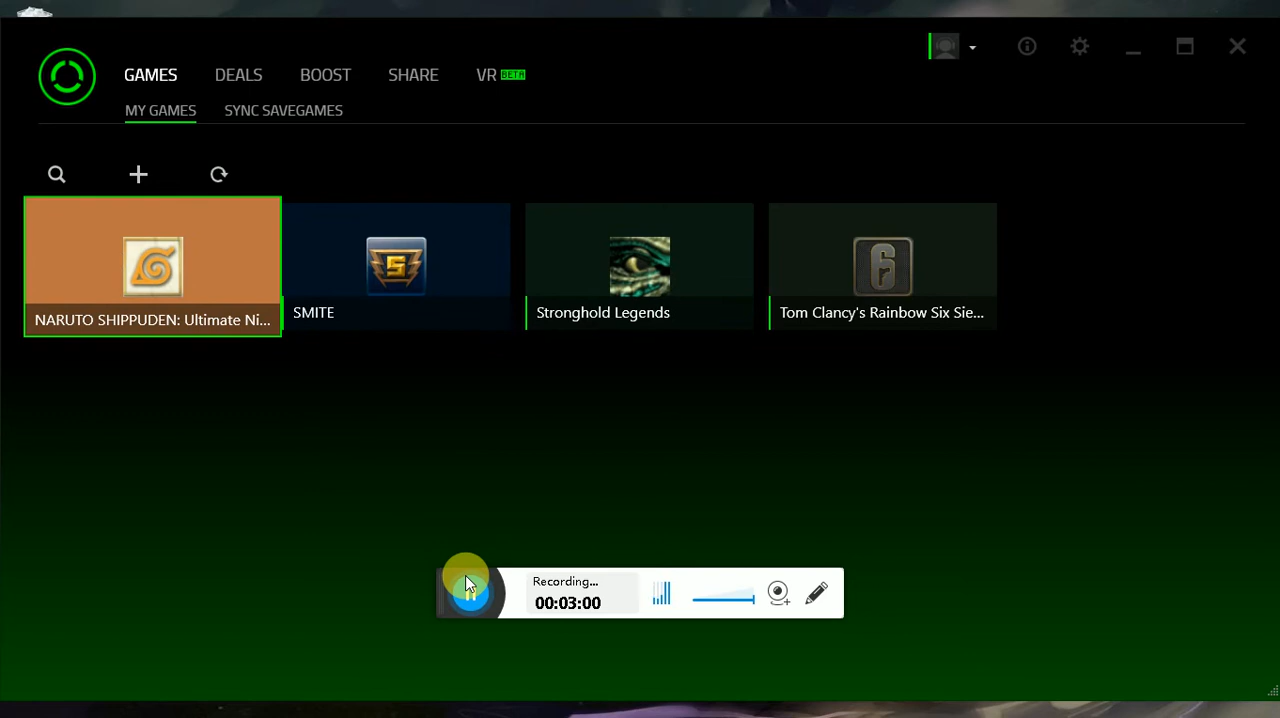 GAMES DEALS BOOST SHARE VR BETA
MY GAMES SYNC SAVEGAMES
NARUTO SHIPPUDEN: Ultimate Ni...
SMITE
Stronghold Legends
Tom Clancy's Rainbow Six Sie...
Recording...
00:03:00